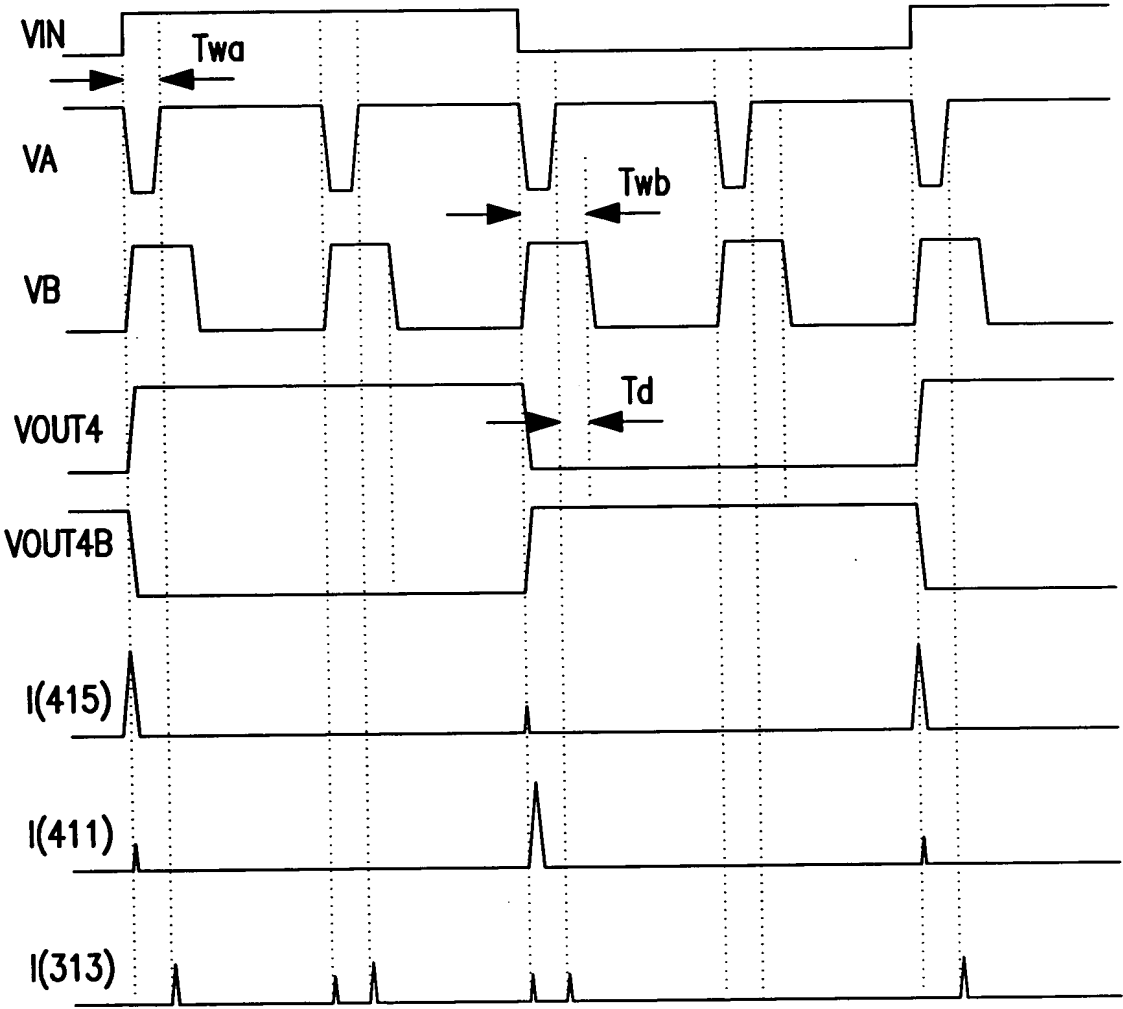 VIN
Twa
VA
Twb
VB
Td
VOUT4
VOUT4B
I(415)
I(411)
I(313)